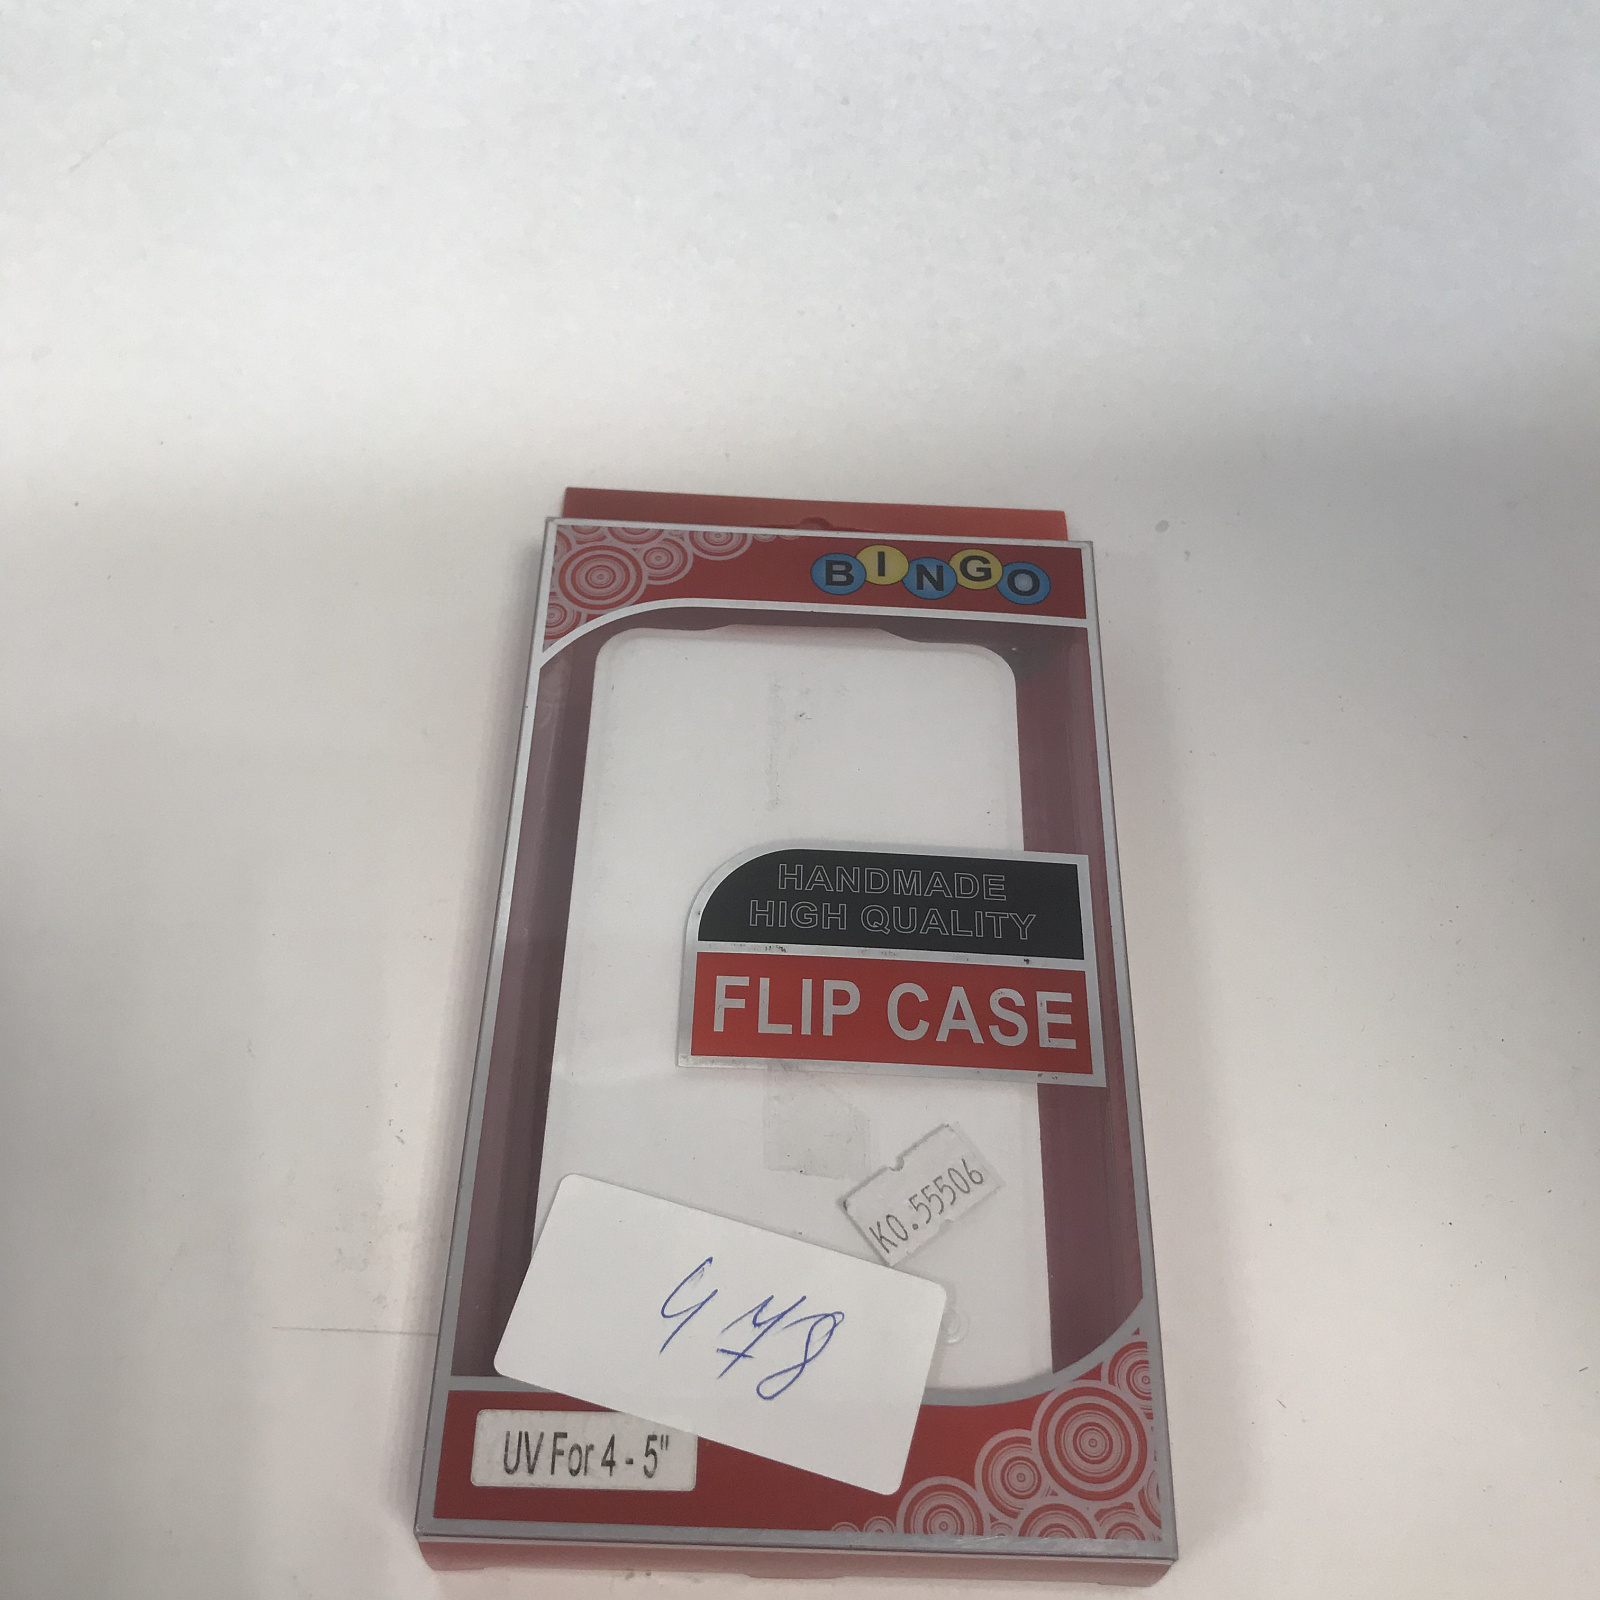 BINGO
HANDMADE
HIGH QUALITY
FLIP CASE
KO.55506
478
UV For 4 - 5"